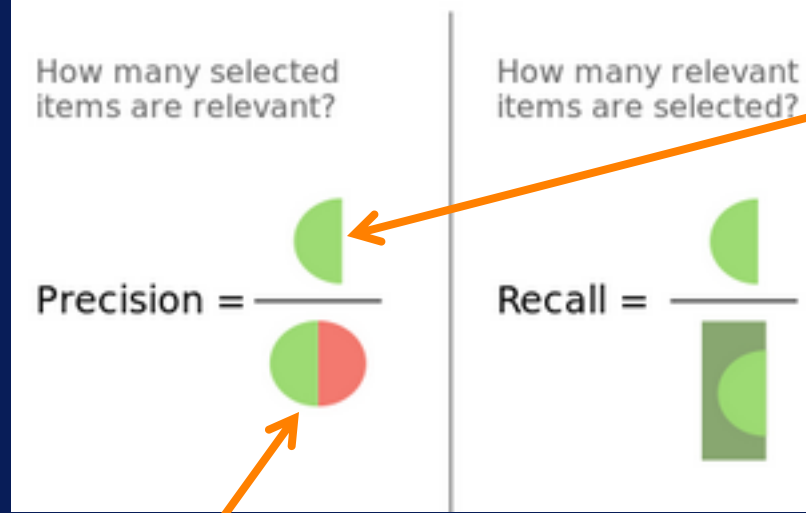 How many selected
items are relevant?
Precision =
How many relevant
items are selected?
Recall =